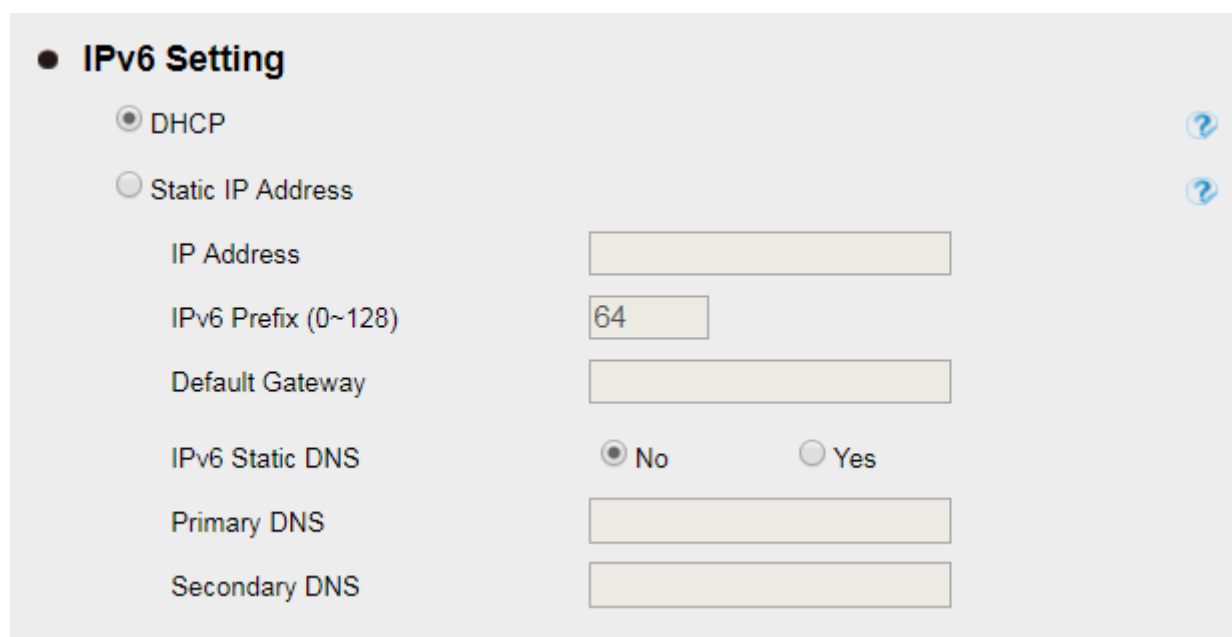 IPv6 Setting
DHCP
Static IP Address
IP Address
IPv6 Prefix (0~128) 64
Default Gateway
IPv6 Static DNS No Yes
Primary DNS
Secondary DNS